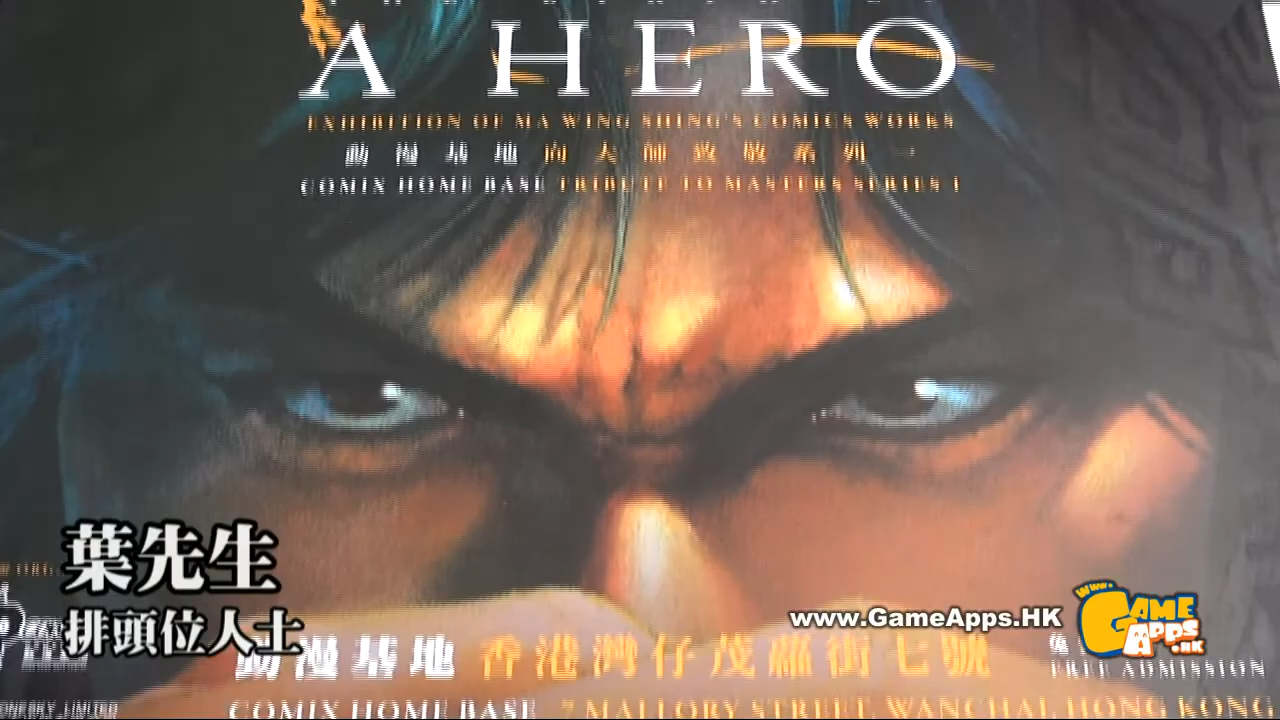 A HERO
EXHIBITION OF MA WING SHING'S COMICS WORKS
動漫基地 向大師致敬系列一
COMIX HOME BASE TRIBUTE TO MASTERS SERIES I
葉先生
排頭位人士
www.GameApps.HK
WWW.
GAME
APPS
.HK
動漫基地 香港灣仔茂蘿街七號
FREE ADMISSION
COMIX HOME BASE 7 MALLORY STREET, WANCHAI, HONG KONG